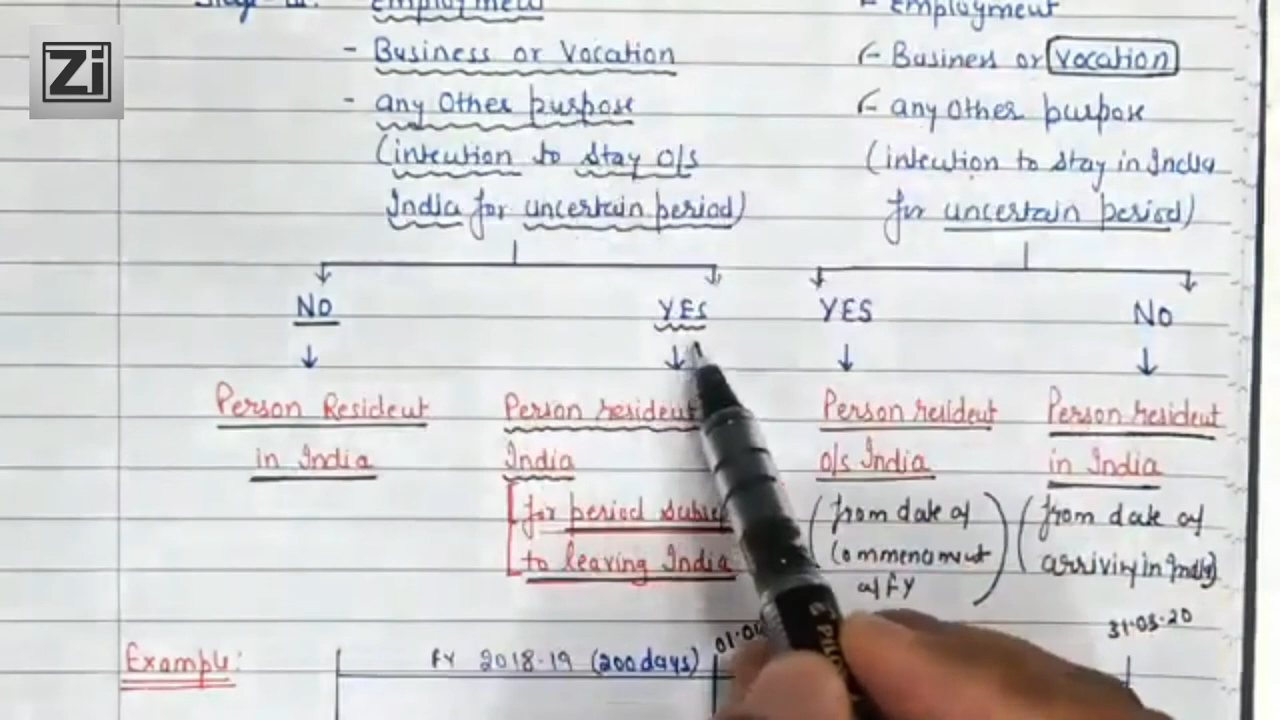 Zi
Employment
- Business or Vocation
- any Other purpose
(intention to stay o/s
India for uncertain period)
Employment
Business or vocation
any other purpose
(intention to stay in India
for uncertain period)
NO
YES
YES
NO
Person Resident
in India
Person resident
India
for period
to leaving India
Person resident
o/s India
(from date of
Commencement
of FY)
Person resident
in India
(from date of
arriving in India)
Example:
FY 2018-19 (200 days)
31.03.20